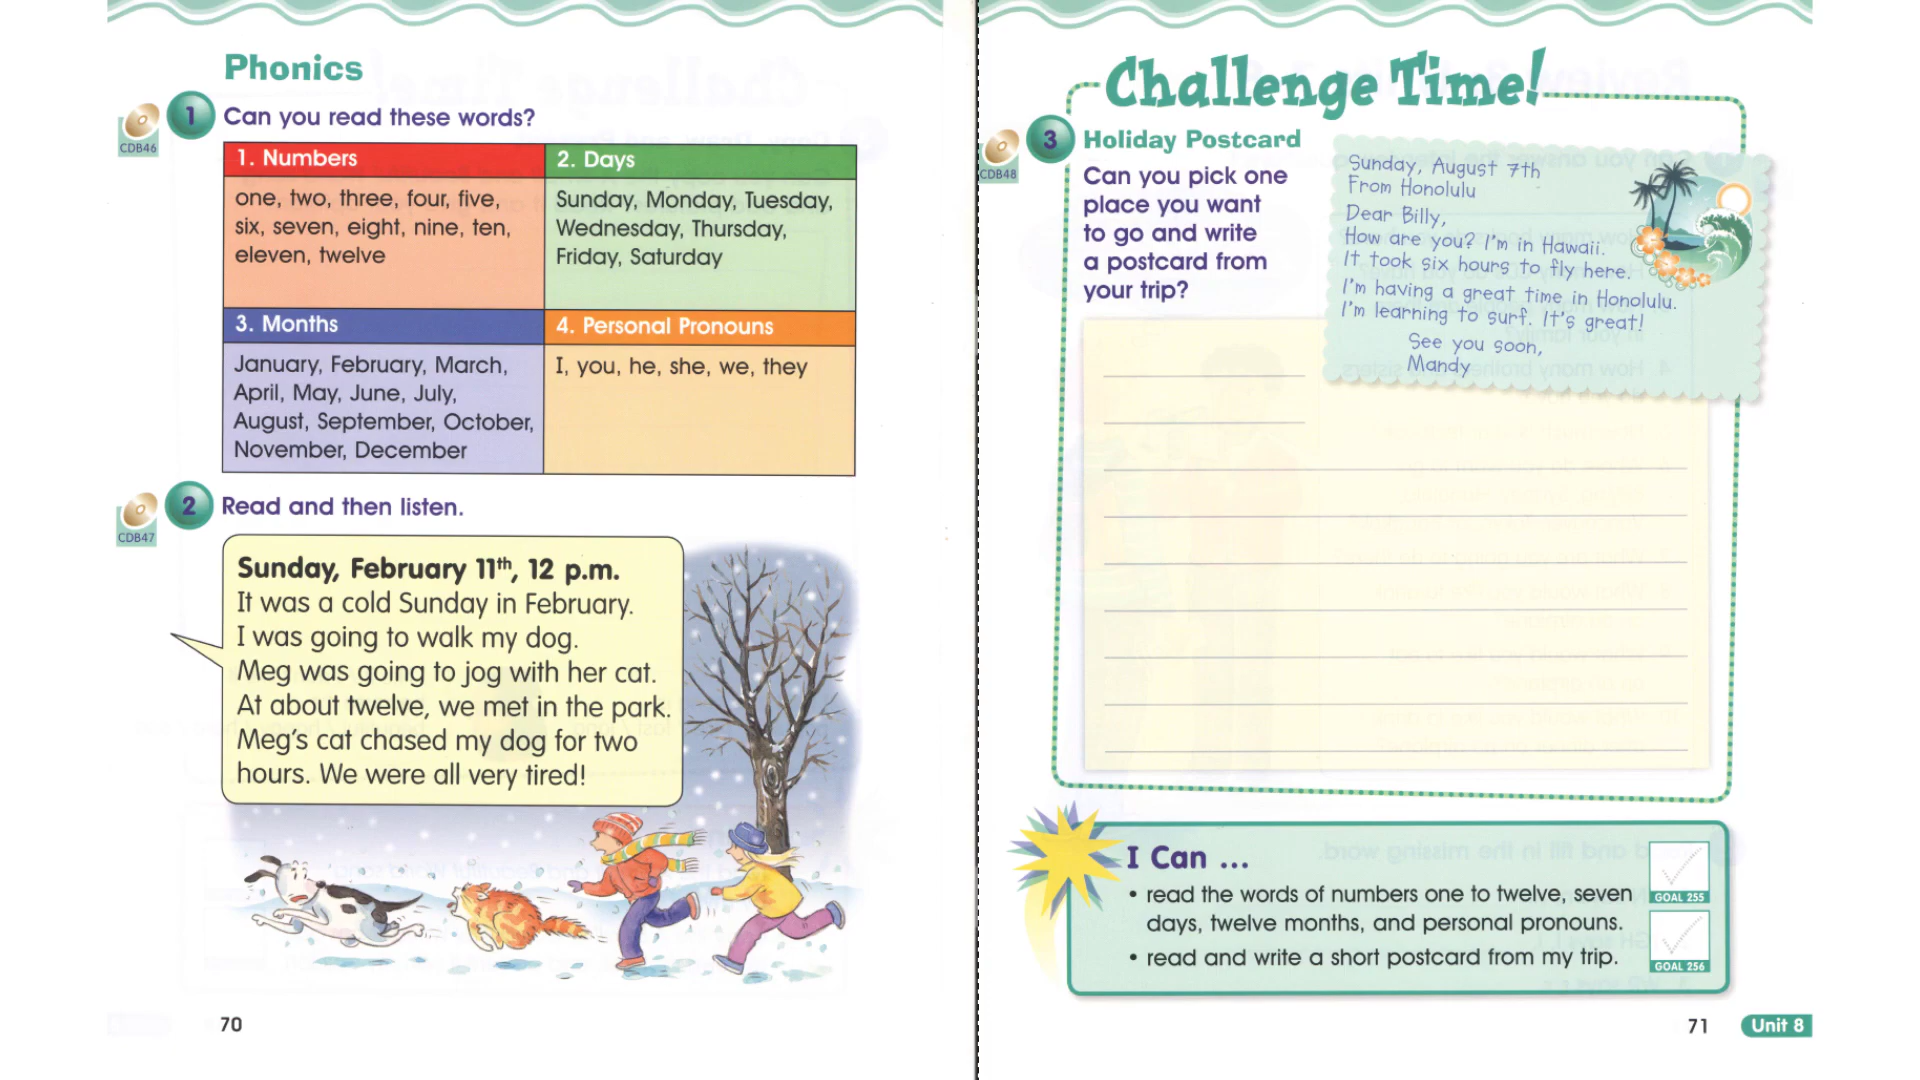 Phonics
CDB46
1
Can you read these words?
1. Numbers
one, two, three, four, five,
six, seven, eight, nine, ten,
eleven, twelve
2. Days
Sunday, Monday, Tuesday,
Wednesday, Thursday,
Friday, Saturday
3. Months
January, February, March,
April, May, June, July,
August, September, October,
November, December
4. Personal Pronouns
I, you, he, she, we, they
CDB47
2
Read and then listen.
Sunday, February 11th, 12 p.m.
It was a cold Sunday in February.
I was going to walk my dog.
Meg was going to jog with her cat.
At about twelve, we met in the park.
Meg's cat chased my dog for two
hours. We were all very tired!
70
Challenge Time!
CDB48
3
Holiday Postcard
Can you pick one
place you want
to go and write
a postcard from
your trip?
Sunday, August 7th
From Honolulu
Dear Billy,
How are you? I'm in Hawaii.
It took six hours to fly here.
I'm having a great time in Honolulu.
I'm learning to surf. It's great!
See you soon,
Mandy
I Can ...
• read the words of numbers one to twelve, seven
days, twelve months, and personal pronouns.
GOAL 255
• read and write a short postcard from my trip.
GOAL 256
71
Unit 8